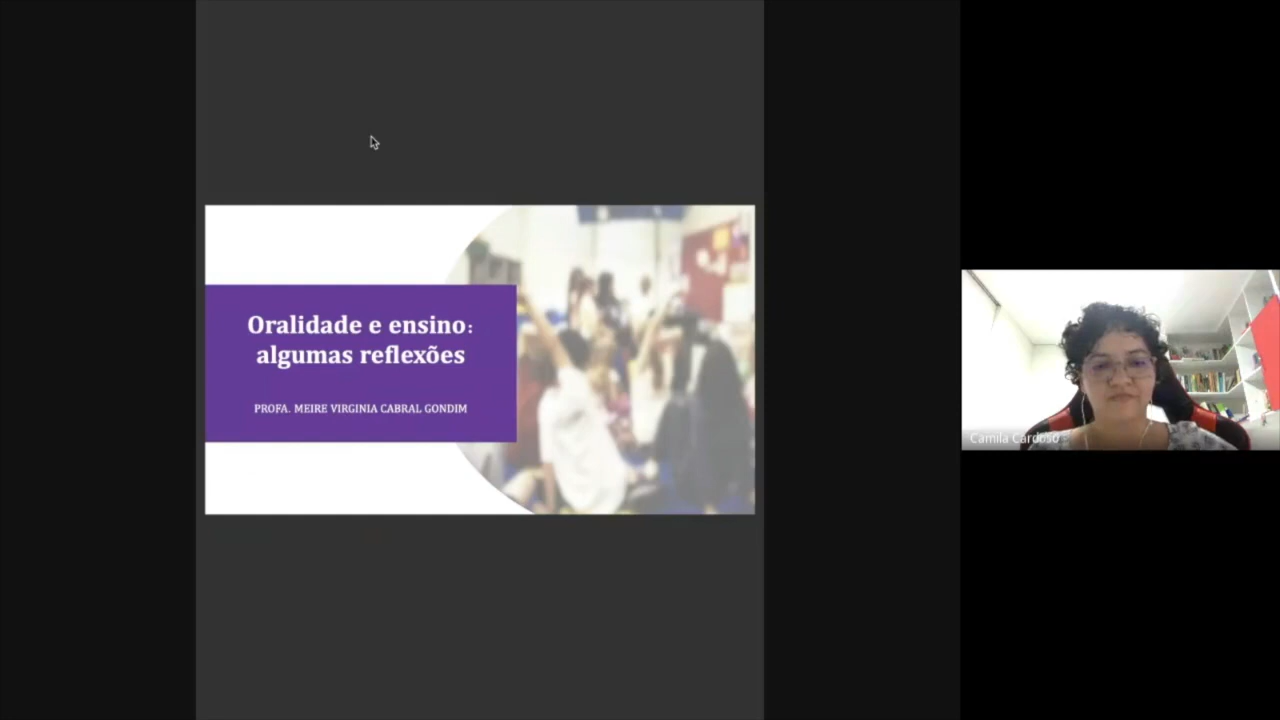 Oralidade e ensino:
algumas reflexões
PROFA. MEIRE VIRGINIA CABRAL GONDIM
Camila Cardoso